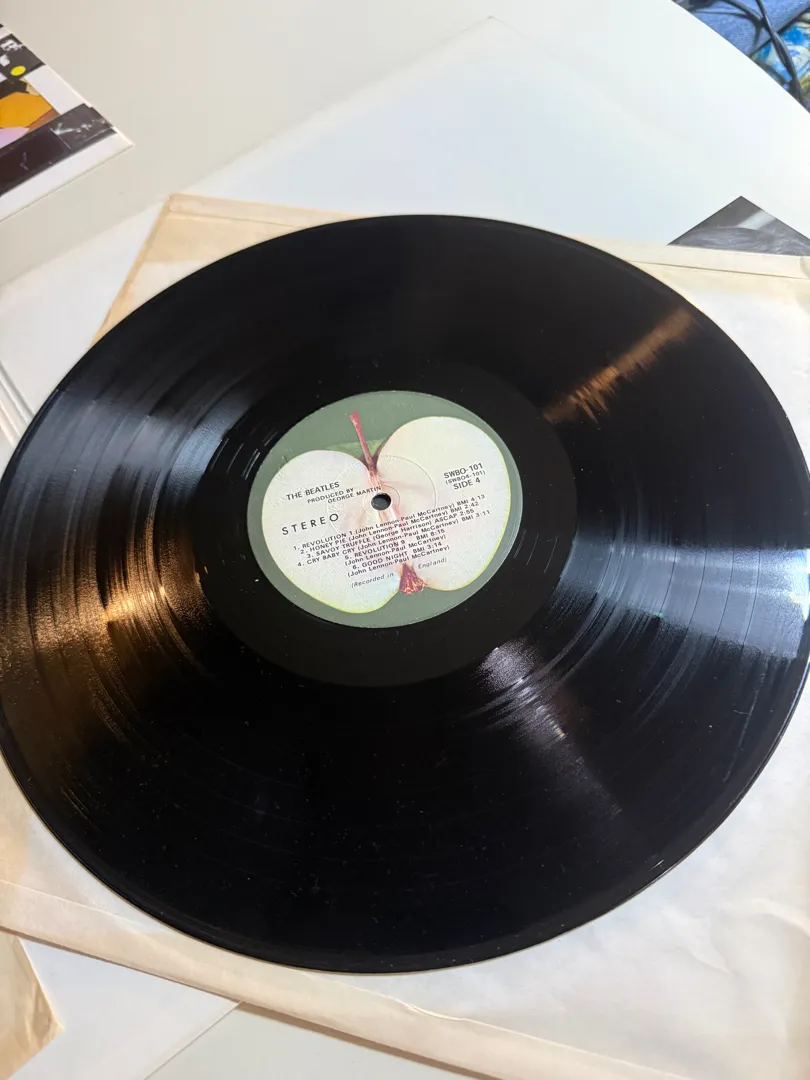 THE BEATLES
PRODUCED BY
GEORGE MARTIN
STEREO
SWBO-101
(SWBO4-101)
SIDE 4
1. REVOLUTION 1 (John Lennon-Paul McCartney) BMI 4:13
2. HONEY PIE (John Lennon-Paul McCartney) BMI 2:42
3. SAVOY TRUFFLE (George Harrison) ASCAP 2:55
4. CRY BABY CRY (John Lennon-Paul McCartney) BMI 3:11
5. REVOLUTION 9 BMI 8:15
(John Lennon-Paul McCartney)
6. GOOD NIGHT BMI 3:14
(John Lennon-Paul McCartney)
(Recorded in England)